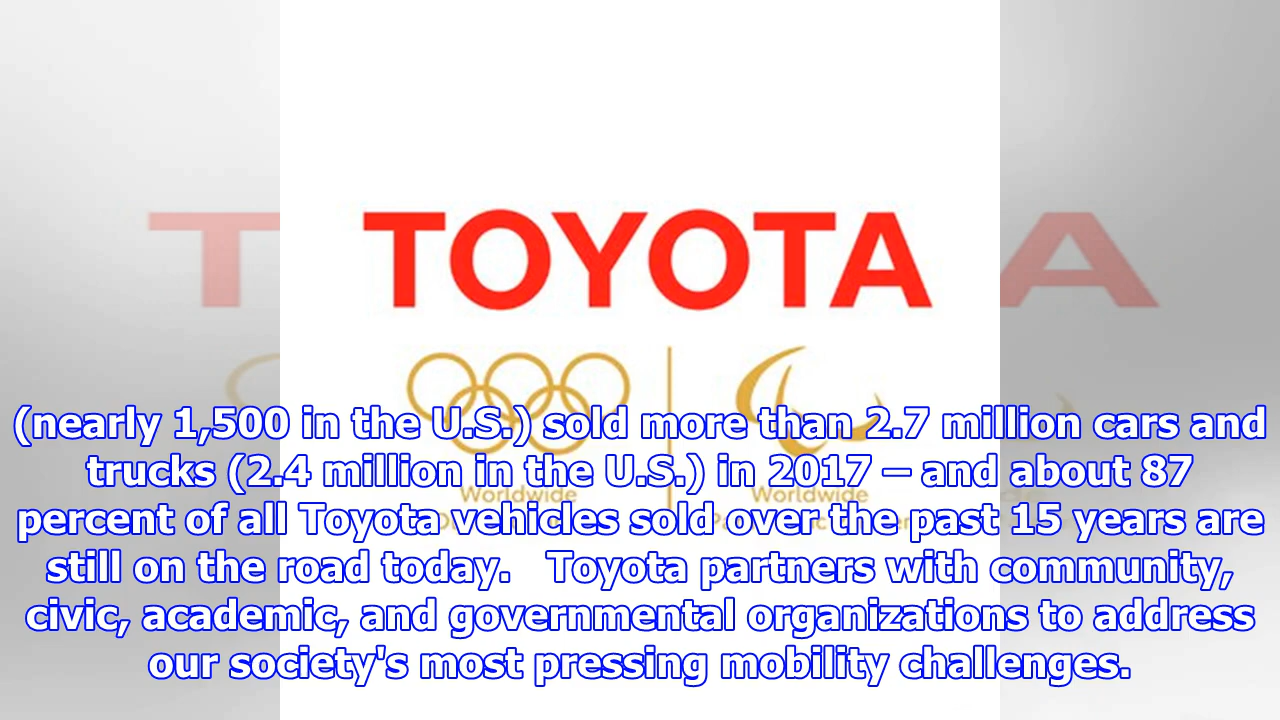 TOYOTA
(nearly 1,500 in the U.S.) sold more than 2.7 million cars and
trucks (2.4 million in the U.S.) in 2017 – and about 87
Worldwide Worldwide
percent of all Toyota vehicles sold over the past 15 years are
still on the road today. Toyota partners with community,
civic, academic, and governmental organizations to address
our society's most pressing mobility challenges.